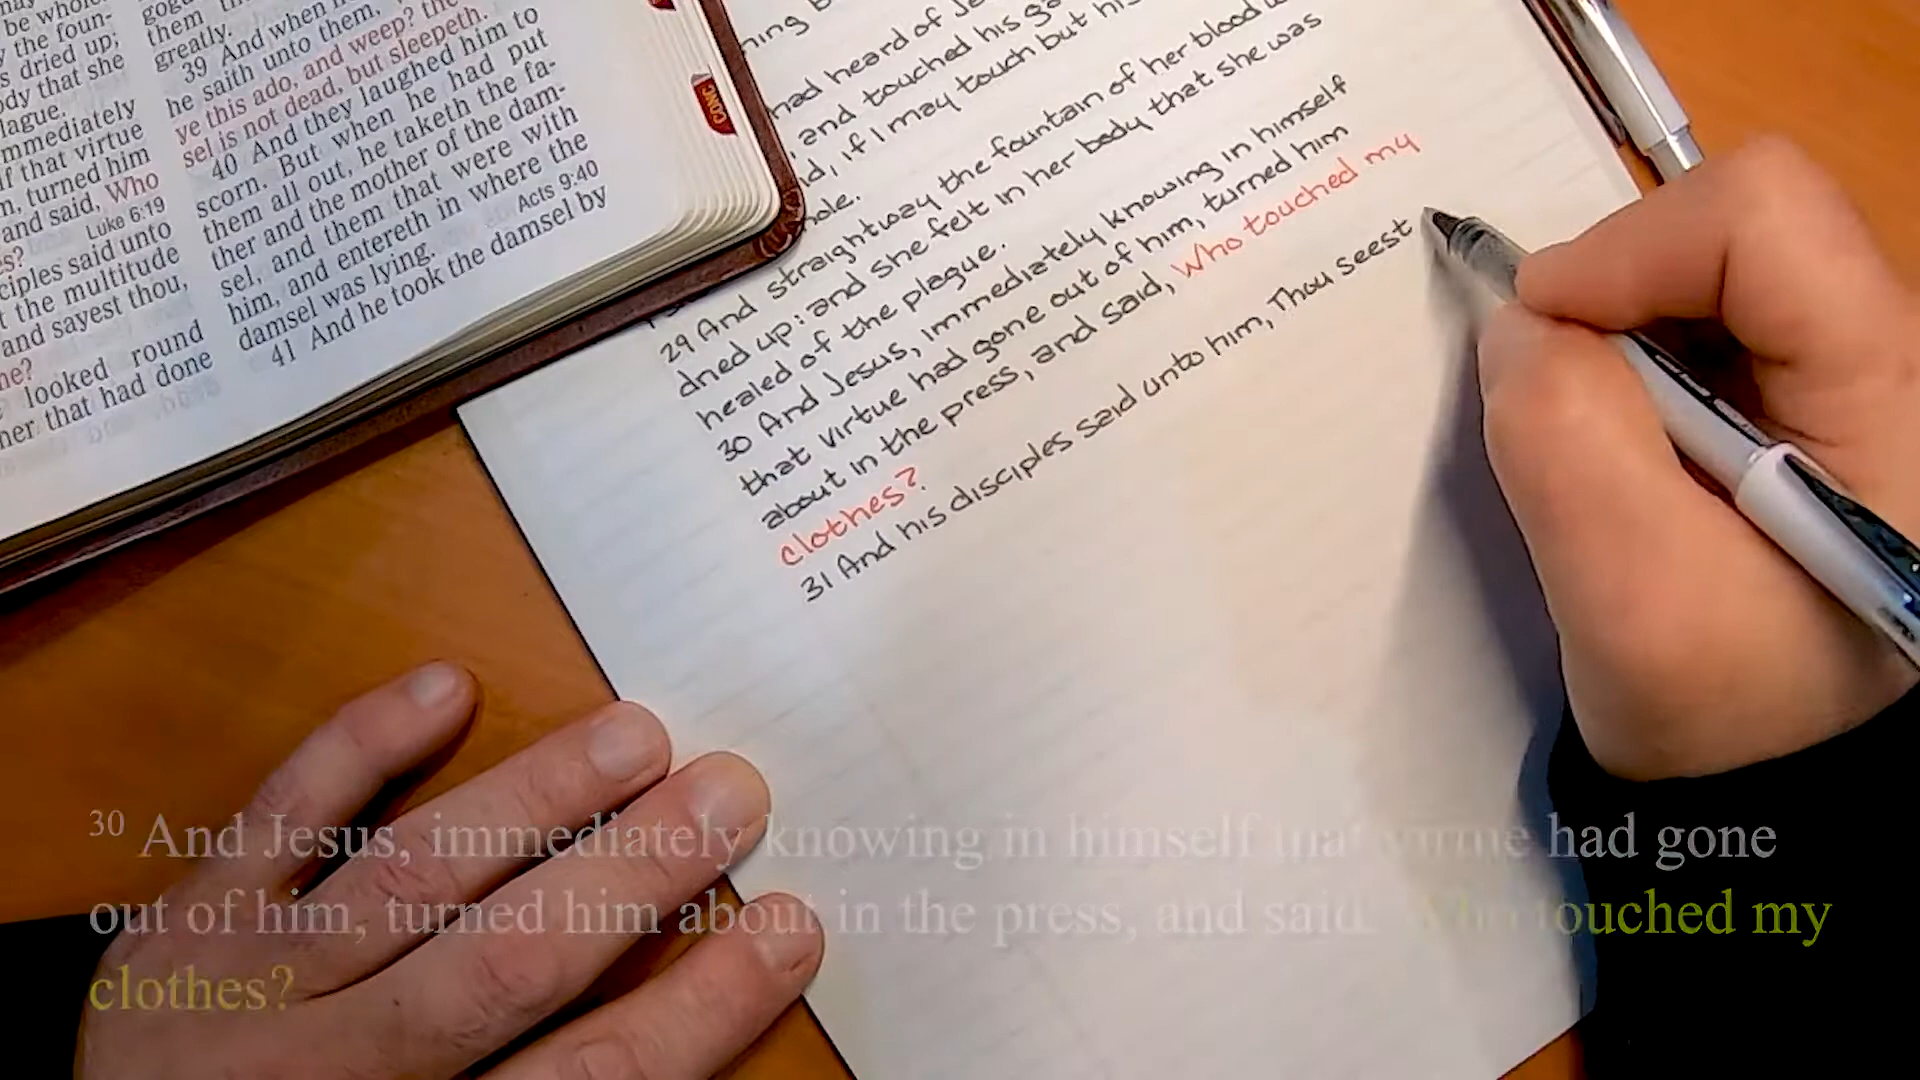 be whole
y the foun-
s dried up;
ody that she
lague.
mmediately
if that virtue
n, turned him
and said, Who
Luke 6:19
ciples said unto
t the multitude
and sayest thou,
looked round
her that had done
them
greatly.
39 And when
he saith unto them,
ye this ado, and weep? the
sel is not dead, but sleepeth.
40 And they laughed him to
scorn. But when he had put
them all out, he taketh the fa-
ther and the mother of the dam-
sel, and them that were with
him, and entereth in where the
damsel was lying.
Acts 9:40
41 And he took the damsel by
CONC
had heard of Je
, and touched his ga
id, if I may touch but his
hole.
29 And straightway the fountain of her blood
dried up: and she felt in her body that she was
healed of the plague.
30 And Jesus, immediately knowing in himself
that virtue had gone out of him, turned him
about in the press, and said, Who touched my
clothes?
31 And his disciples said unto him, Thou seest
30 And Jesus, immediately knowing in himself that virtue had gone
out of him, turned him about in the press, and said, Who touched my
clothes?